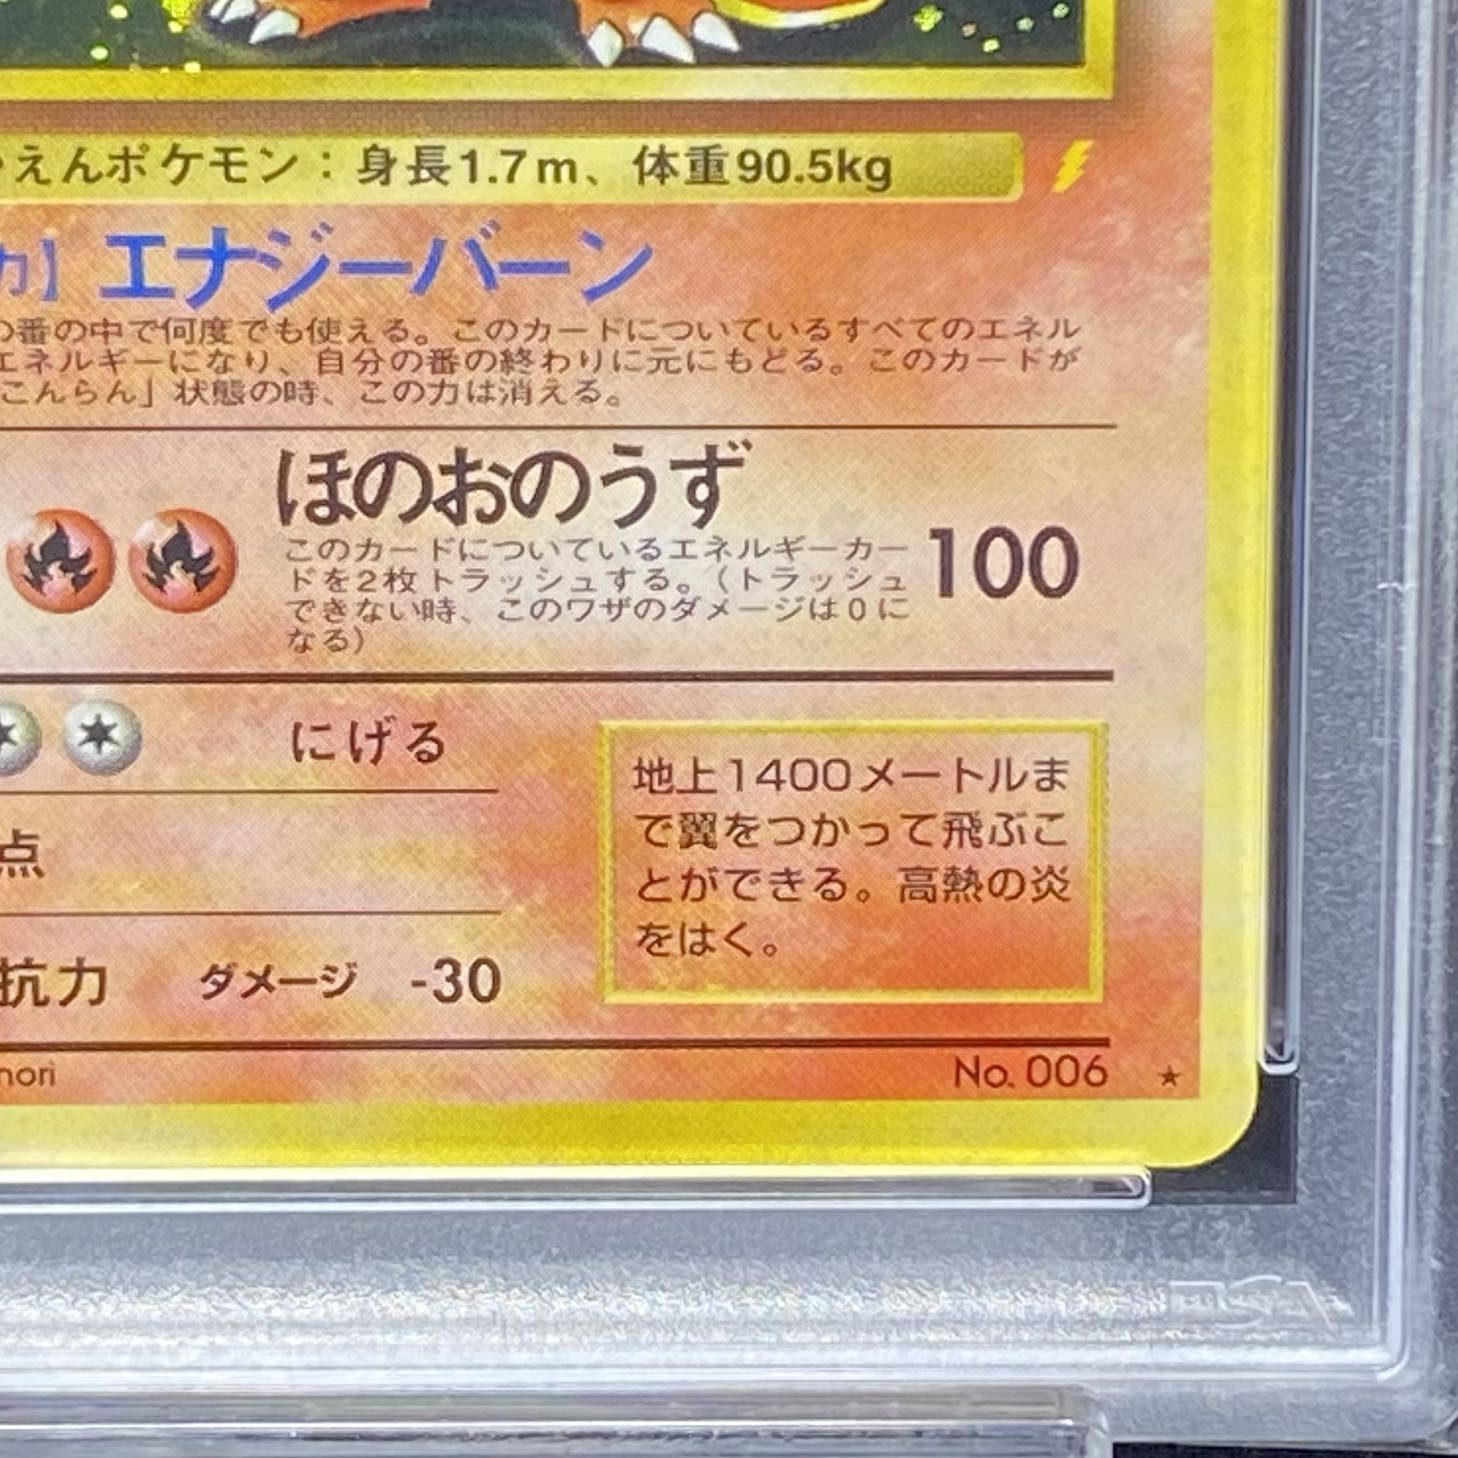 えんポケモン：身長1.7m、体重90.5kg
力】エナジーバーン
の番の中で何度でも使える。このカードについているすべてのエネル
エネルギーになり、自分の番の終わりに元にもどる。このカードが
こんらん」状態の時、この力は消える。
ほのおのうず
このカードについているエネルギーカー
ドを2枚トラッシュする。（トラッシュ
できない時、このワザのダメージは0に
なる）
100
にげる
地上1400メートルま
で翼をつかって飛ぶこ
とができる。高熱の炎
をはく。
点
抗力 ダメージ -30
nori
No. 006 ★
PSA